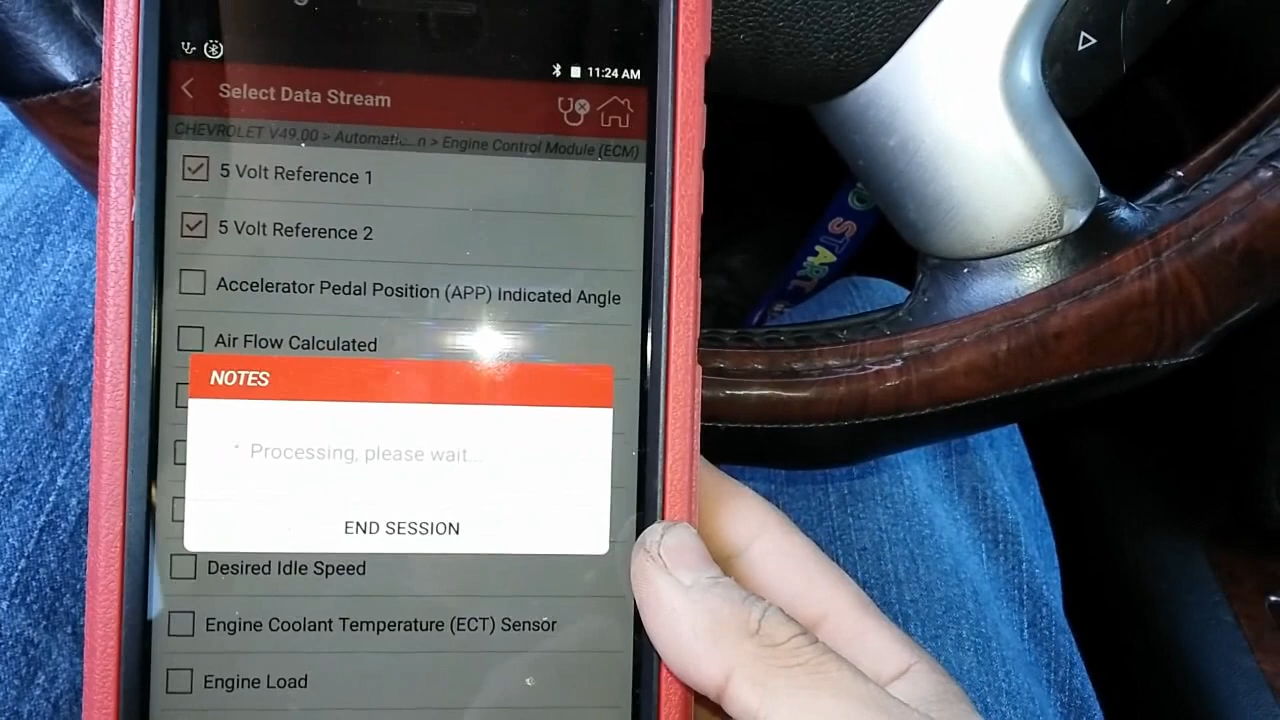 11:24 AM
Select Data Stream
CHEVROLET V49.00 > Automatic...n > Engine Control Module (ECM)
5 Volt Reference 1
5 Volt Reference 2
Accelerator Pedal Position (APP) Indicated Angle
Air Flow Calculated
NOTES
Processing, please wait...
END SESSION
Desired Idle Speed
Engine Coolant Temperature (ECT) Sensor
Engine Load
START